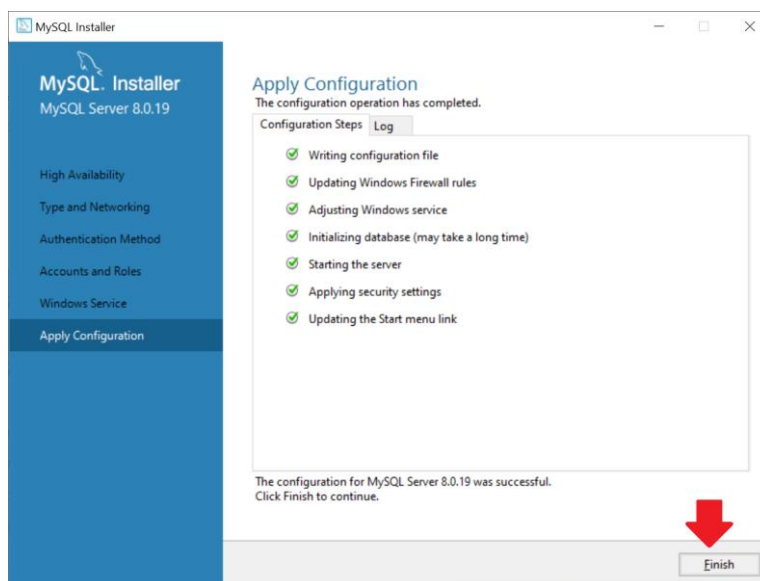 MySQL Installer
MySQL. Installer
MySQL Server 8.0.19
High Availability
Type and Networking
Authentication Method
Accounts and Roles
Windows Service
Apply Configuration
Apply Configuration
The configuration operation has completed.
Configuration Steps Log
Writing configuration file
Updating Windows Firewall rules
Adjusting Windows service
Initializing database (may take a long time)
Starting the server
Applying security settings
Updating the Start menu link
The configuration for MySQL Server 8.0.19 was successful.
Click Finish to continue.
Finish